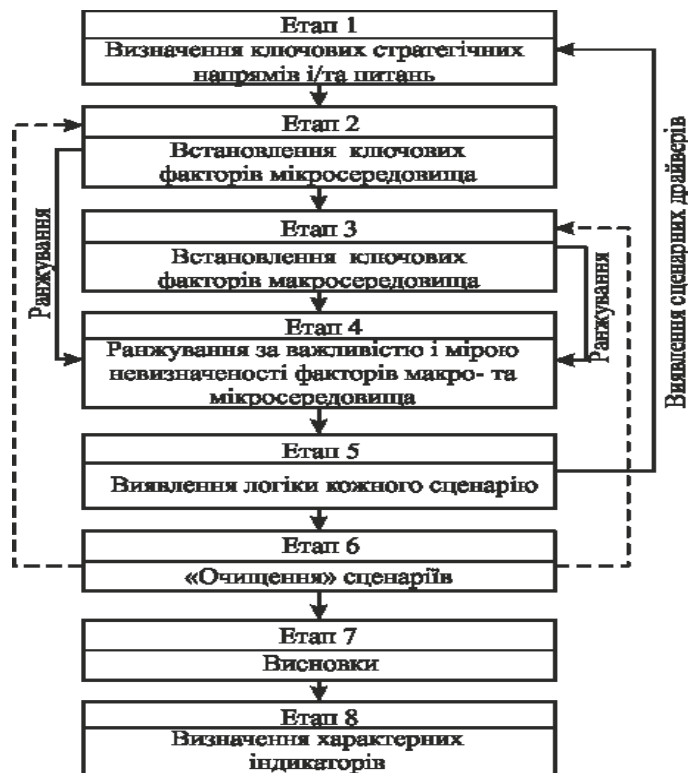 Етап 1
Визначення ключових стратегічних
напрямів і/та питань
Етап 2
Встановлення ключових
факторів мікросередовища
Етап 3
Встановлення ключових
факторів макросередовища
Етап 4
Ранжування за важливістю і мірою
невизначеності факторів макро- та
мікросередовища
Етап 5
Виявлення логіки кожного сценарію
Етап 6
«Очищення» сценаріїв
Етап 7
Висновки
Етап 8
Визначення характерних
індикаторів
Ранжування
Ранжування
Виявлення сценарних драйверів